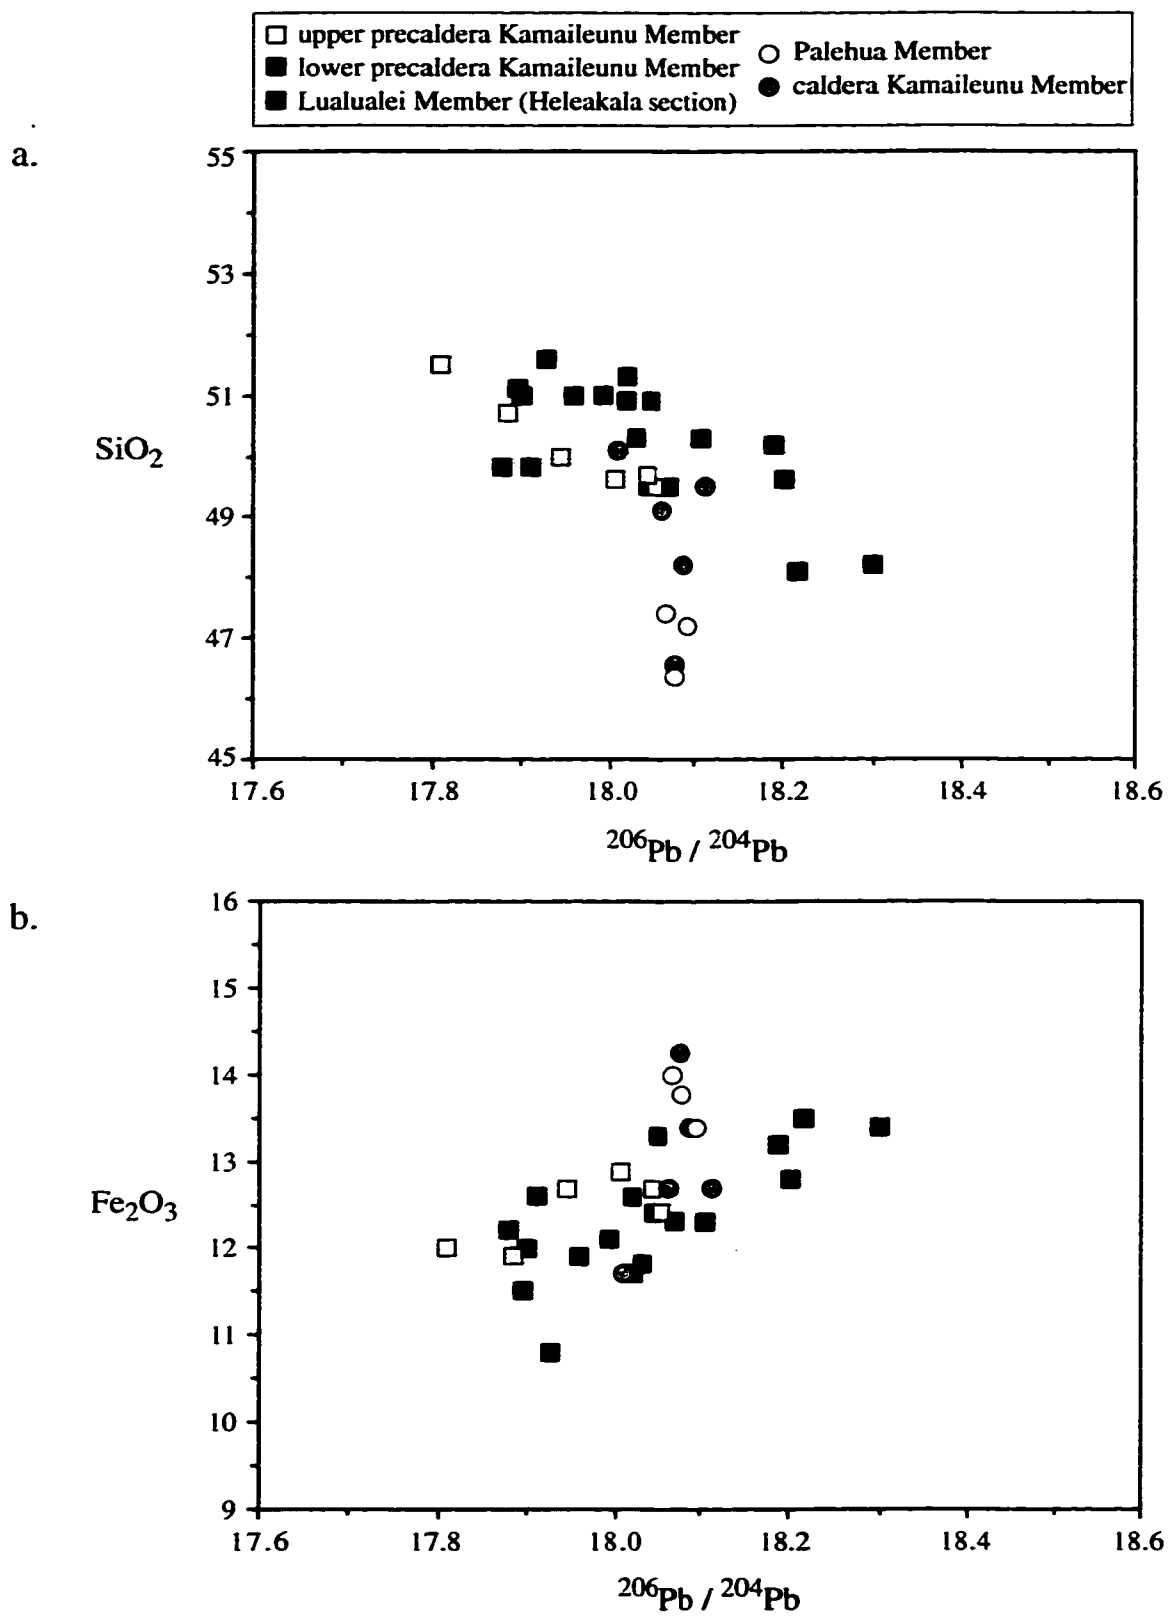 upper precaldera Kamaileunu Member
lower precaldera Kamaileunu Member
Lualualei Member (Heleakala section)
Palehua Member
caldera Kamaileunu Member
a.
55
53
51
49
47
45
SiO2
17.6 17.8 18.0 18.2 18.4 18.6
206Pb / 204Pb
b.
16
15
14
13
12
11
10
9
Fe2O3
17.6 17.8 18.0 18.2 18.4 18.6
206Pb / 204Pb